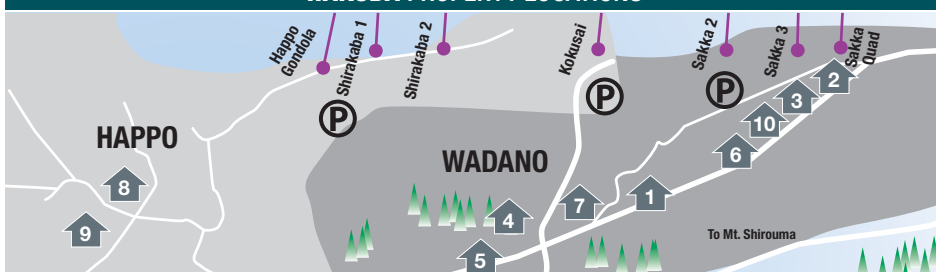 Happo
Gondola
Shirakaba 1
Shirakaba 2
Kokusai
Sakka 2
Sakka 3
Sakka
Quad
P
P
P
HAPPO
WADANO
2
3
10
6
8
1
7
4
9
5
To Mt. Shirouma